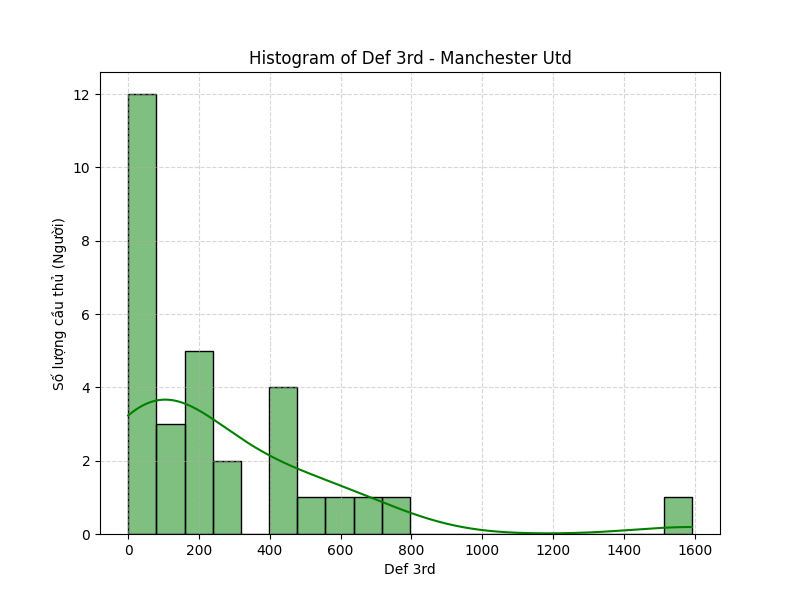 Histogram of Def 3rd - Manchester Utd
12
10
8
6
4
2
0
Số lượng cầu thủ (Người)
0 200 400 600 800 1000 1200 1400 1600
Def 3rd